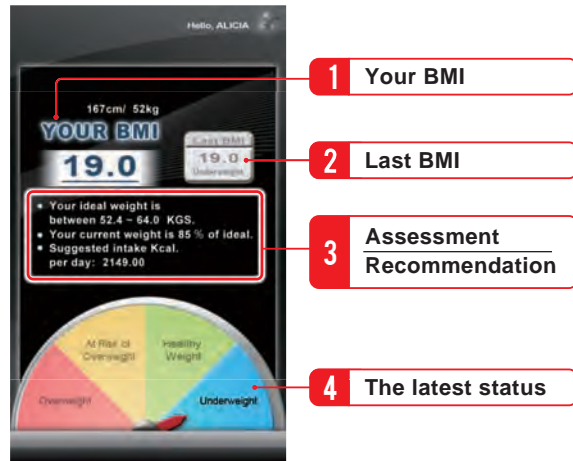 Hello, ALICIA
167cm/ 52kg
YOUR BMI
19.0
Last BMI
19.0
Underweight
• Your ideal weight is
between 52.4 ~ 64.0 KGS.
• Your current weight is 85 % of ideal.
• Suggested intake Kcal.
per day: 2149.00
At Risk of
Overweight
Healthy
Weight
Overweight
Underweight
1 Your BMI
2 Last BMI
3 Assessment
Recommendation
4 The latest status